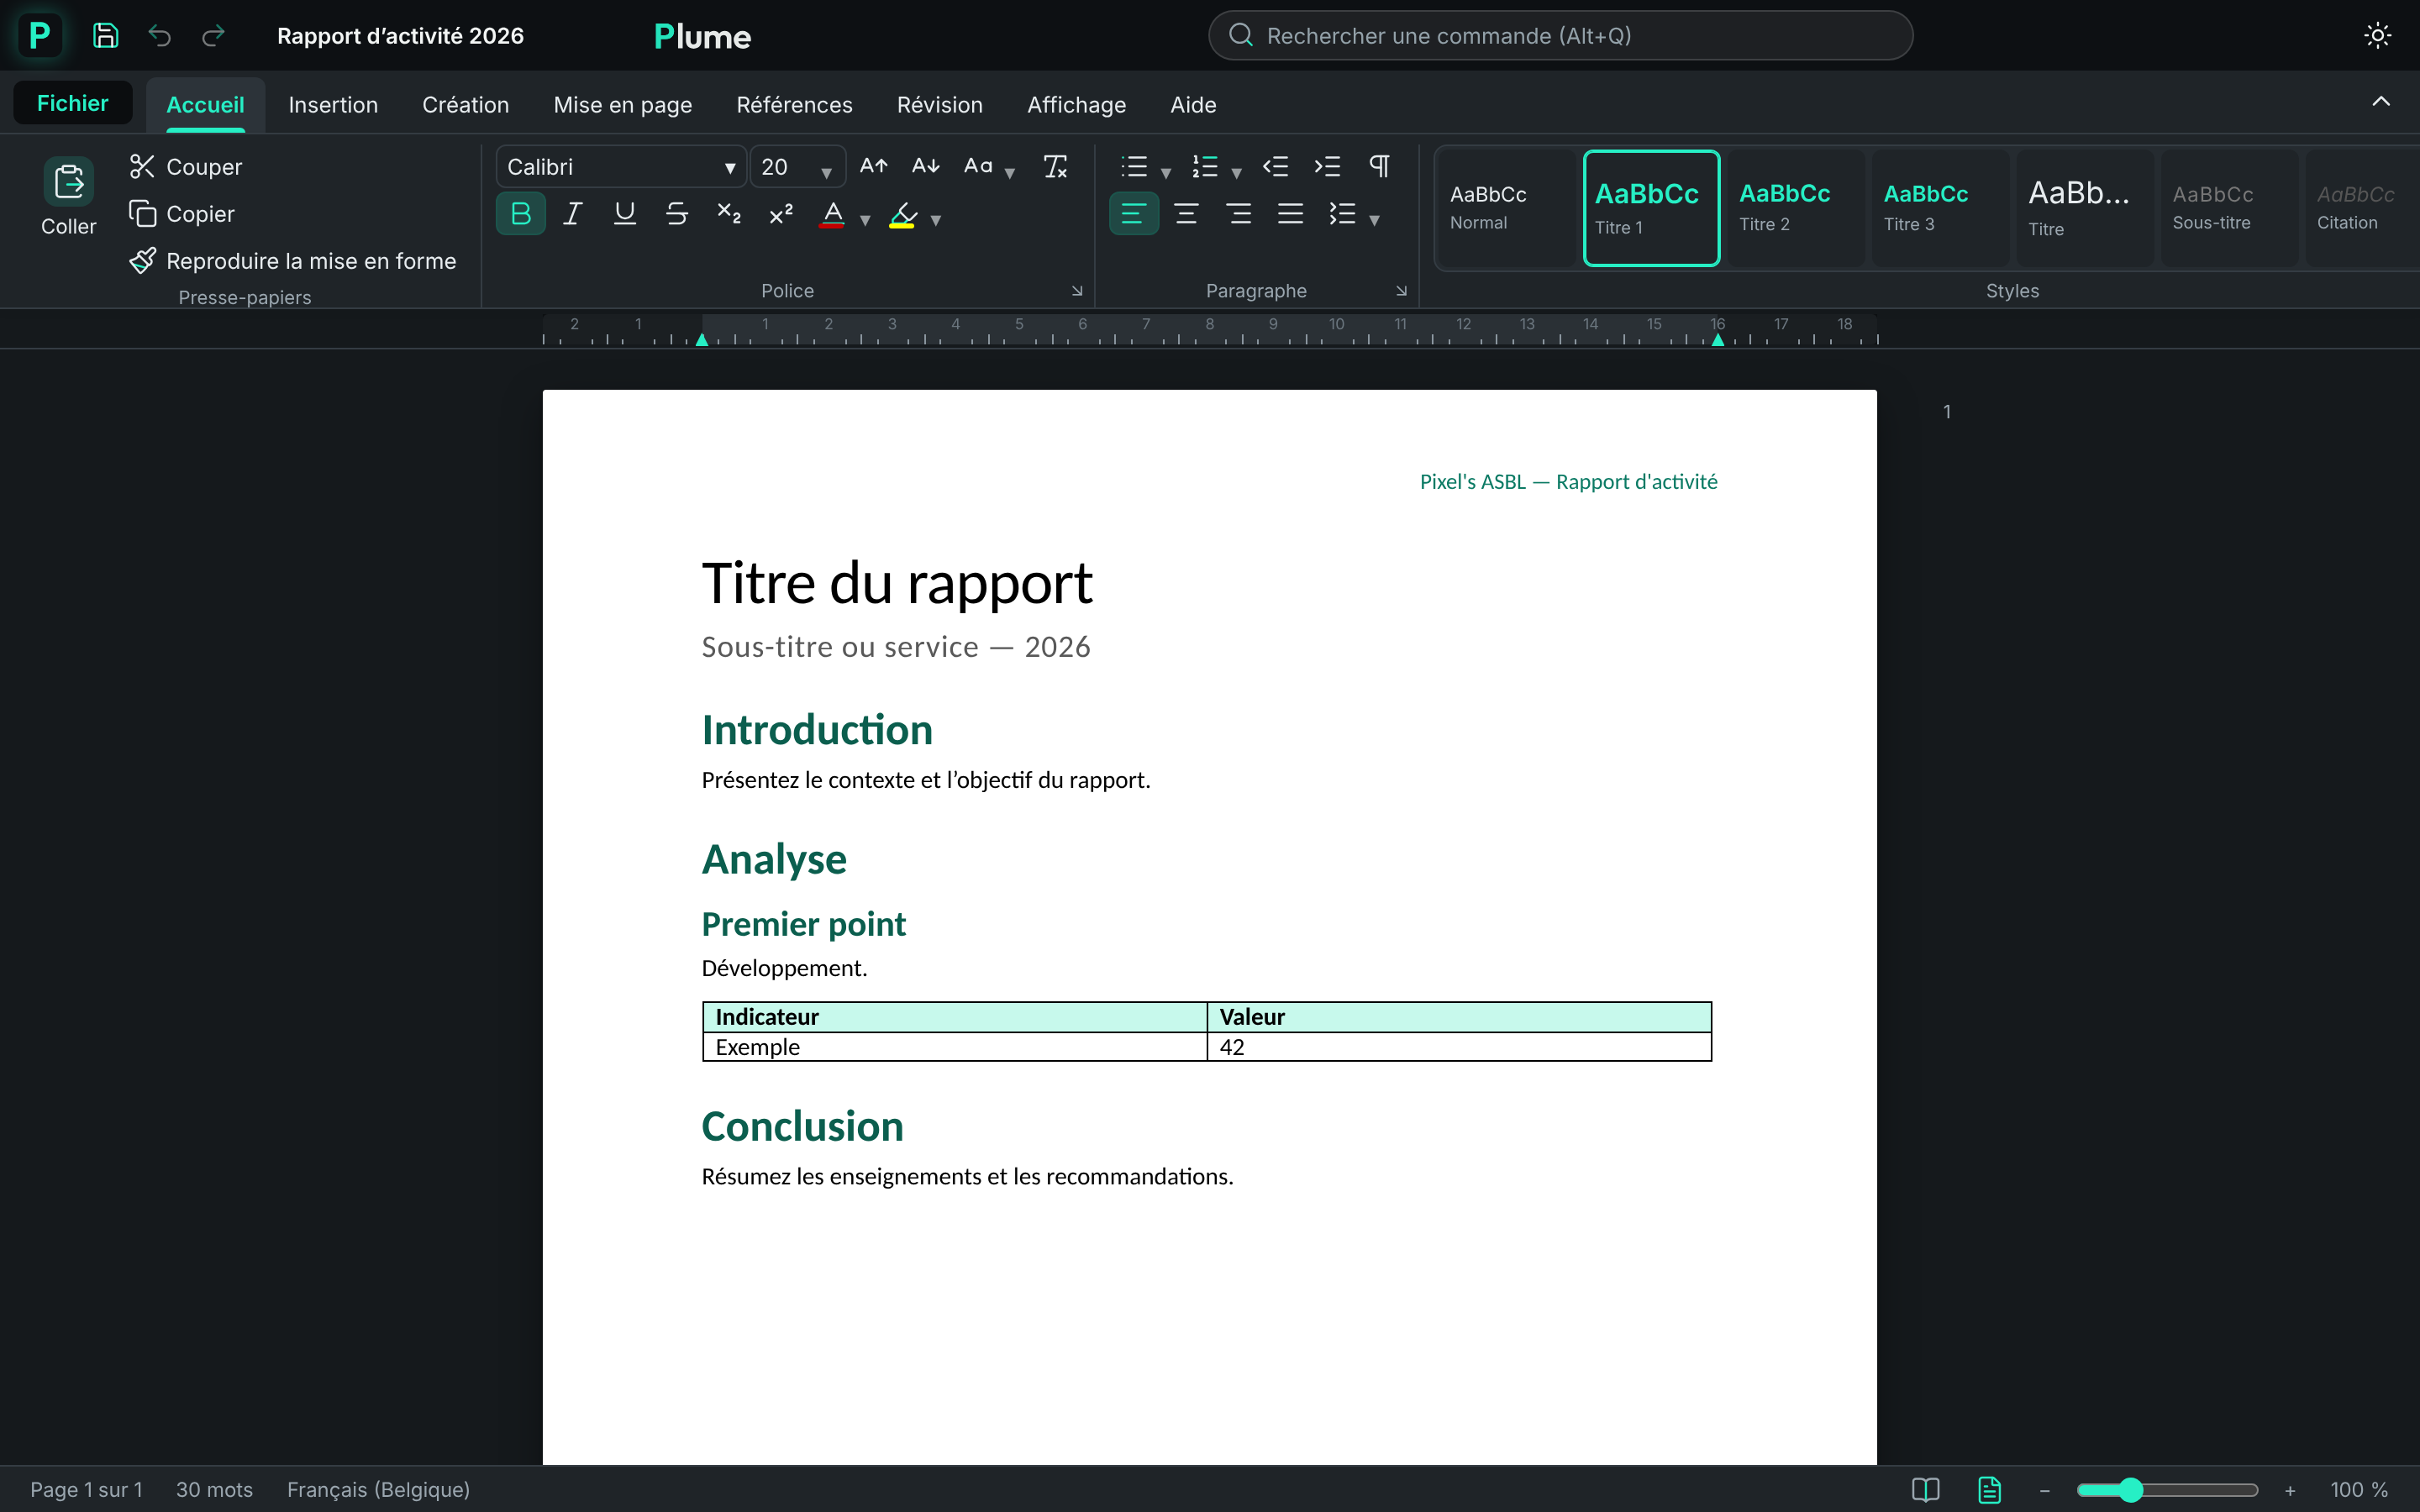 P Rapport d’activité 2026 Plume Rechercher une commande (Alt+Q)
Fichier Accueil Insertion Création Mise en page Références Révision Affichage Aide
Coller
Couper
Copier
Reproduire la mise en forme
Presse-papiers
Calibri 20
Police
Paragraphe
AaBbCc AaBbCc AaBbCc AaBbCc AaBb... AaBbCc AaBbCc
Normal Titre 1 Titre 2 Titre 3 Titre Sous-titre Citation
Styles
2 1 1 2 3 4 5 6 7 8 9 10 11 12 13 14 15 16 17 18
1
Pixel's ASBL — Rapport d'activité
Titre du rapport
Sous-titre ou service — 2026
Introduction
Présentez le contexte et l’objectif du rapport.
Analyse
Premier point
Développement.
Indicateur Valeur
Exemple 42
Conclusion
Résumez les enseignements et les recommandations.
Page 1 sur 1 30 mots Français (Belgique) − + 100 %